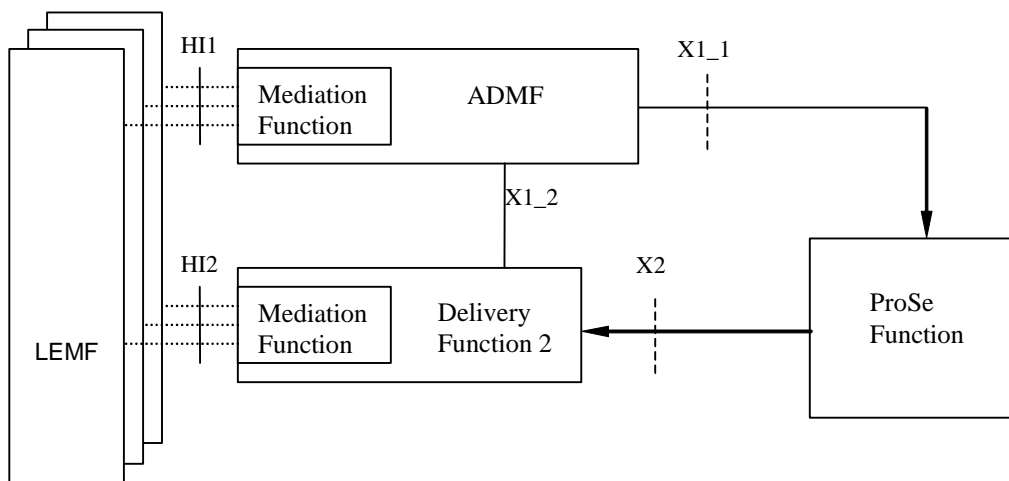 HI1
X1_1
Mediation
Function
ADMF
X1_2
HI2
X2
Mediation
Function
Delivery
Function 2
ProSe
Function
LEMF